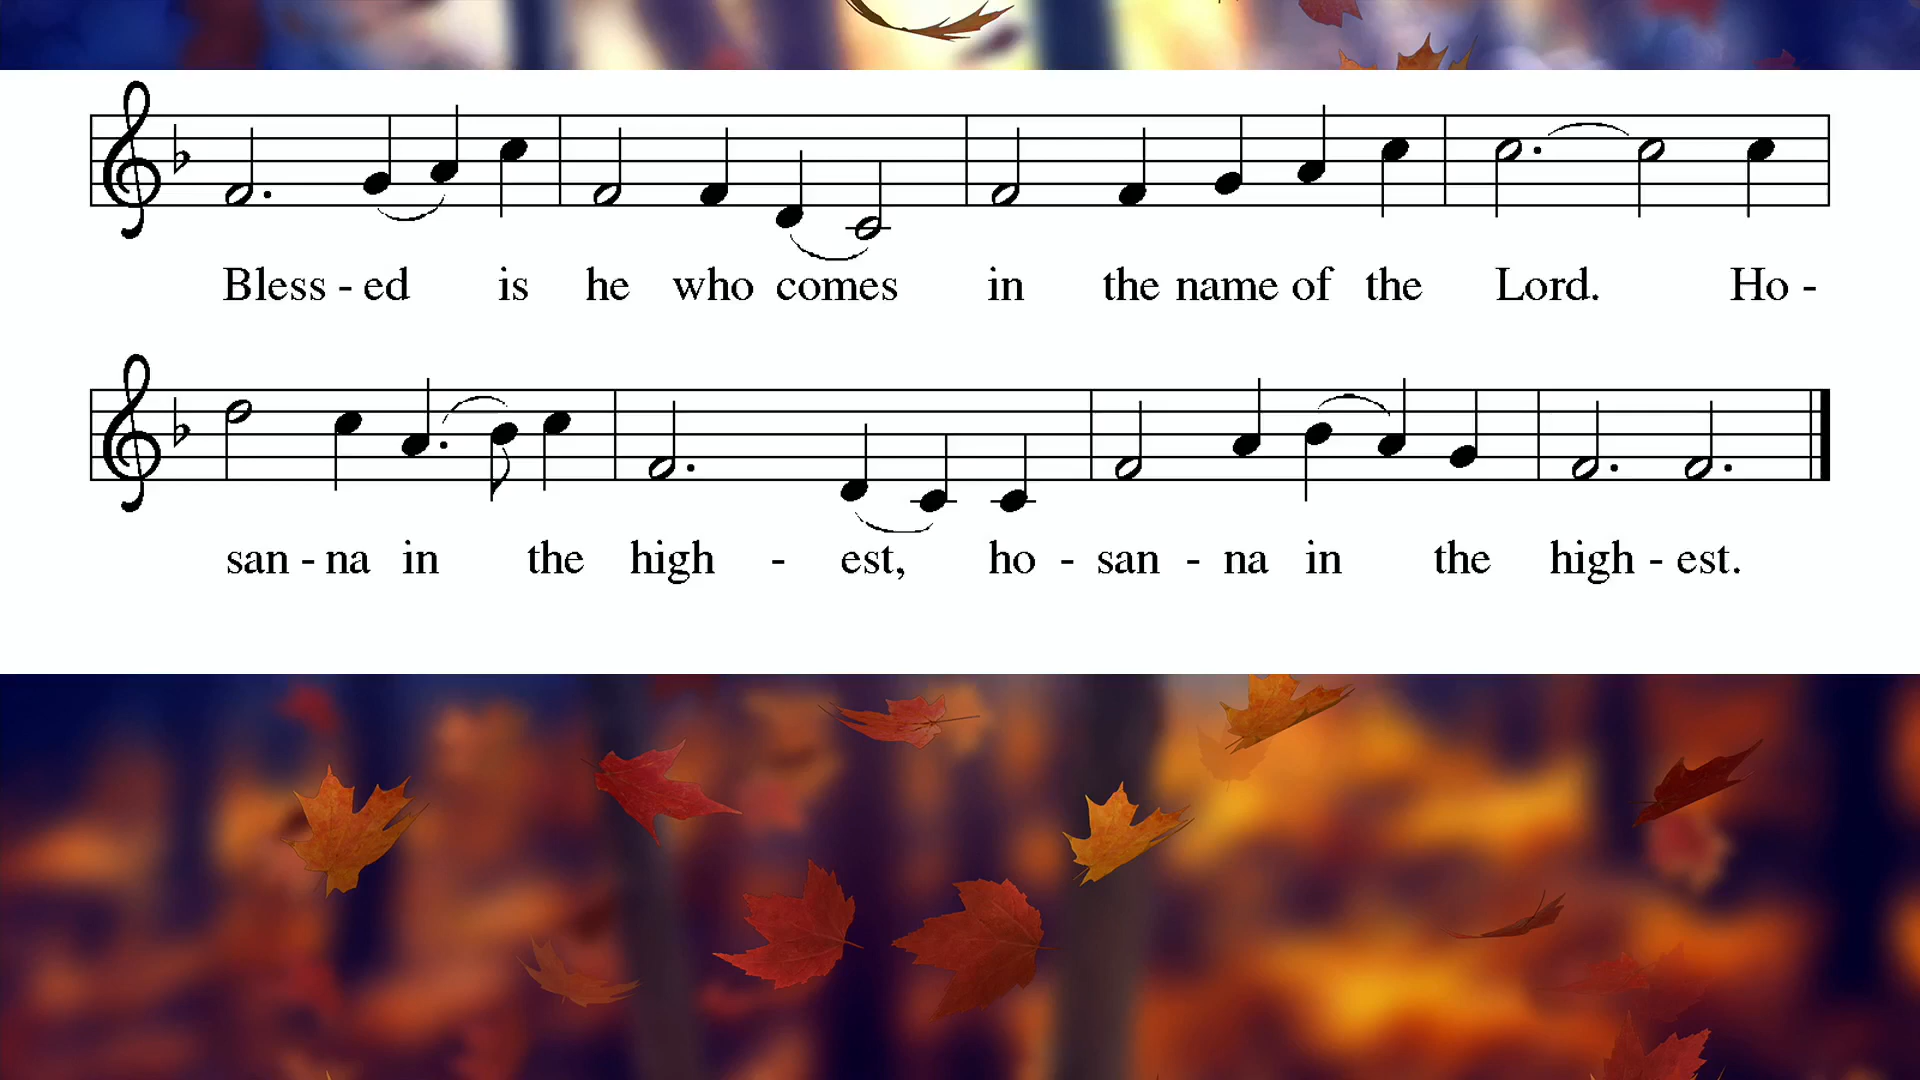 Bless - ed is he who comes in the name of the Lord. Ho -
san - na in the high - est, ho - san - na in the high - est.